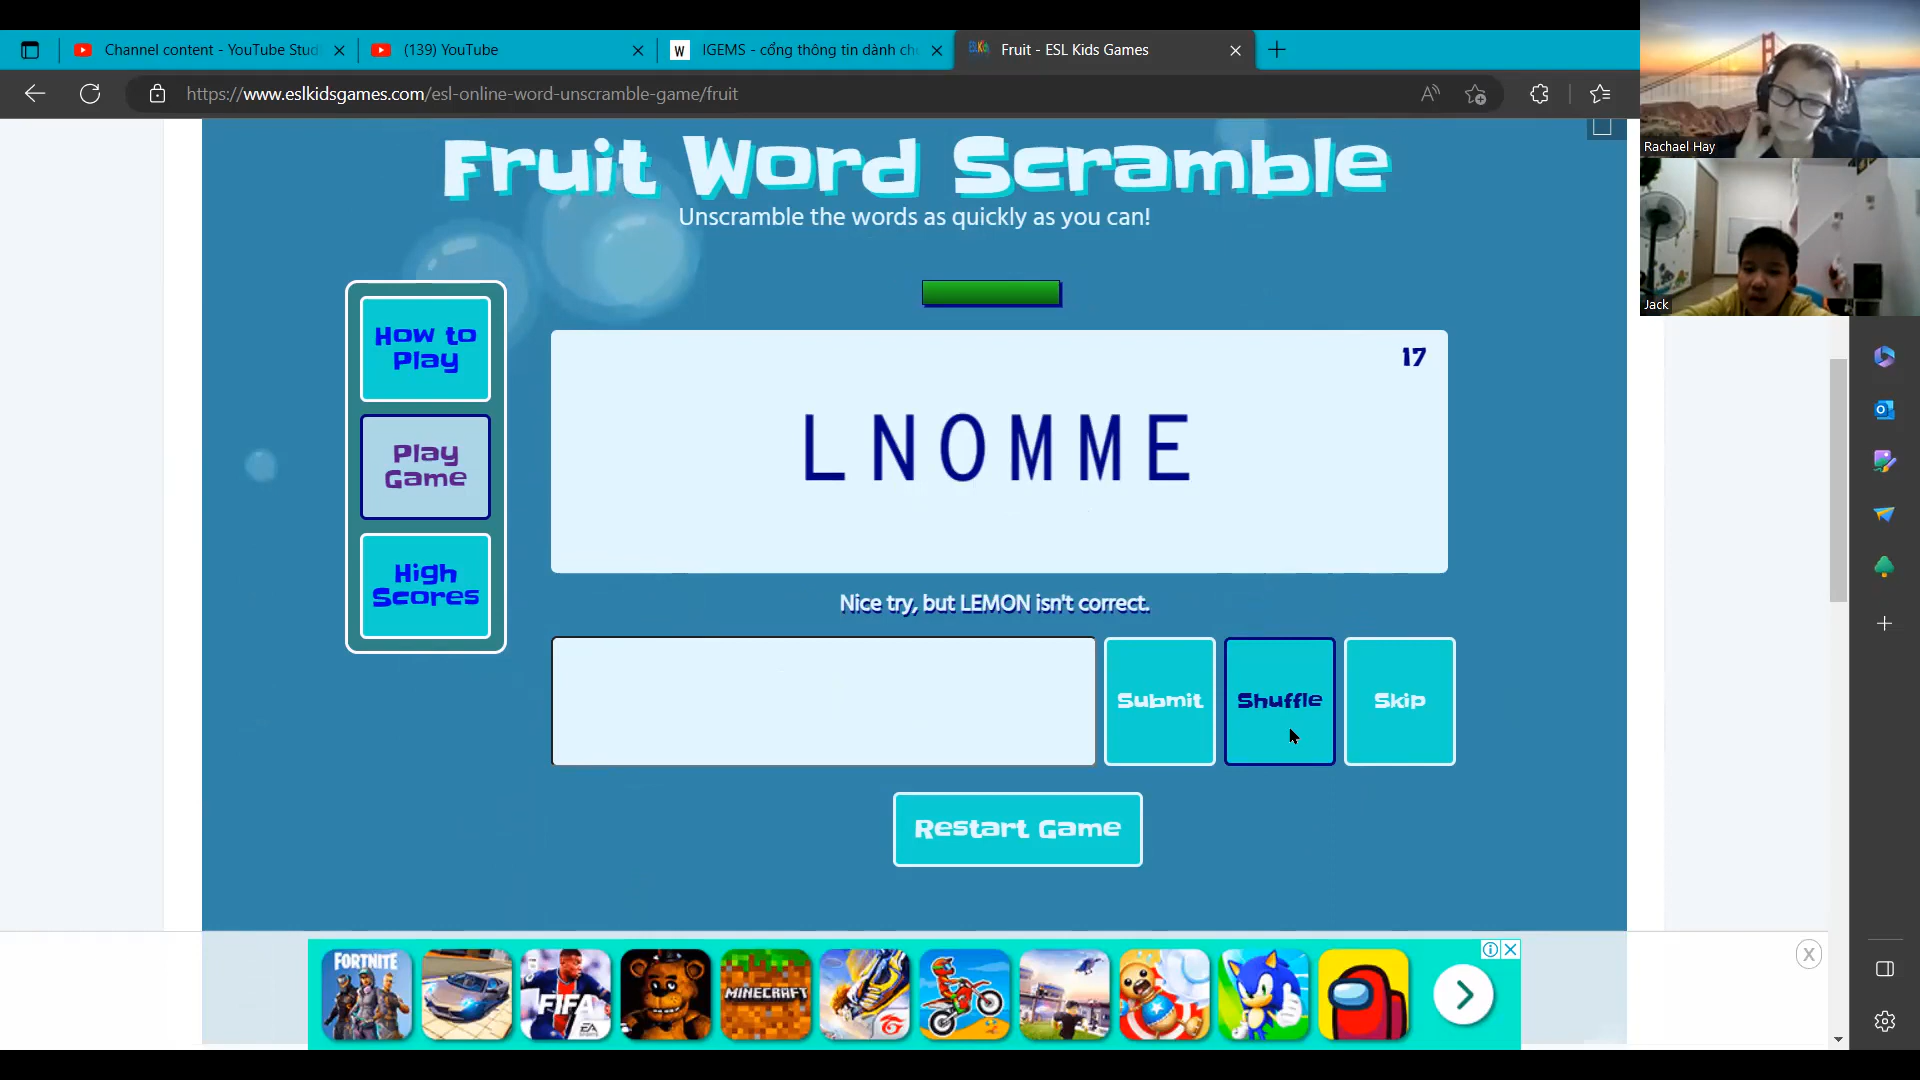 Channel content - YouTube Stud
(139) YouTube
IGEMS - cổng thông tin dành ch
Fruit - ESL Kids Games
https://www.eslkidsgames.com/esl-online-word-unscramble-game/fruit
Rachael Hay
Jack
Fruit Word Scramble
Unscramble the words as quickly as you can!
How to
Play
Play
Game
High
Scores
17
LNOMME
Nice try, but LEMON isn't correct.
Submit
Shuffle
Skip
Restart Game
FORTNITE
FIFA
EA
SPORTS
MINECRAFT